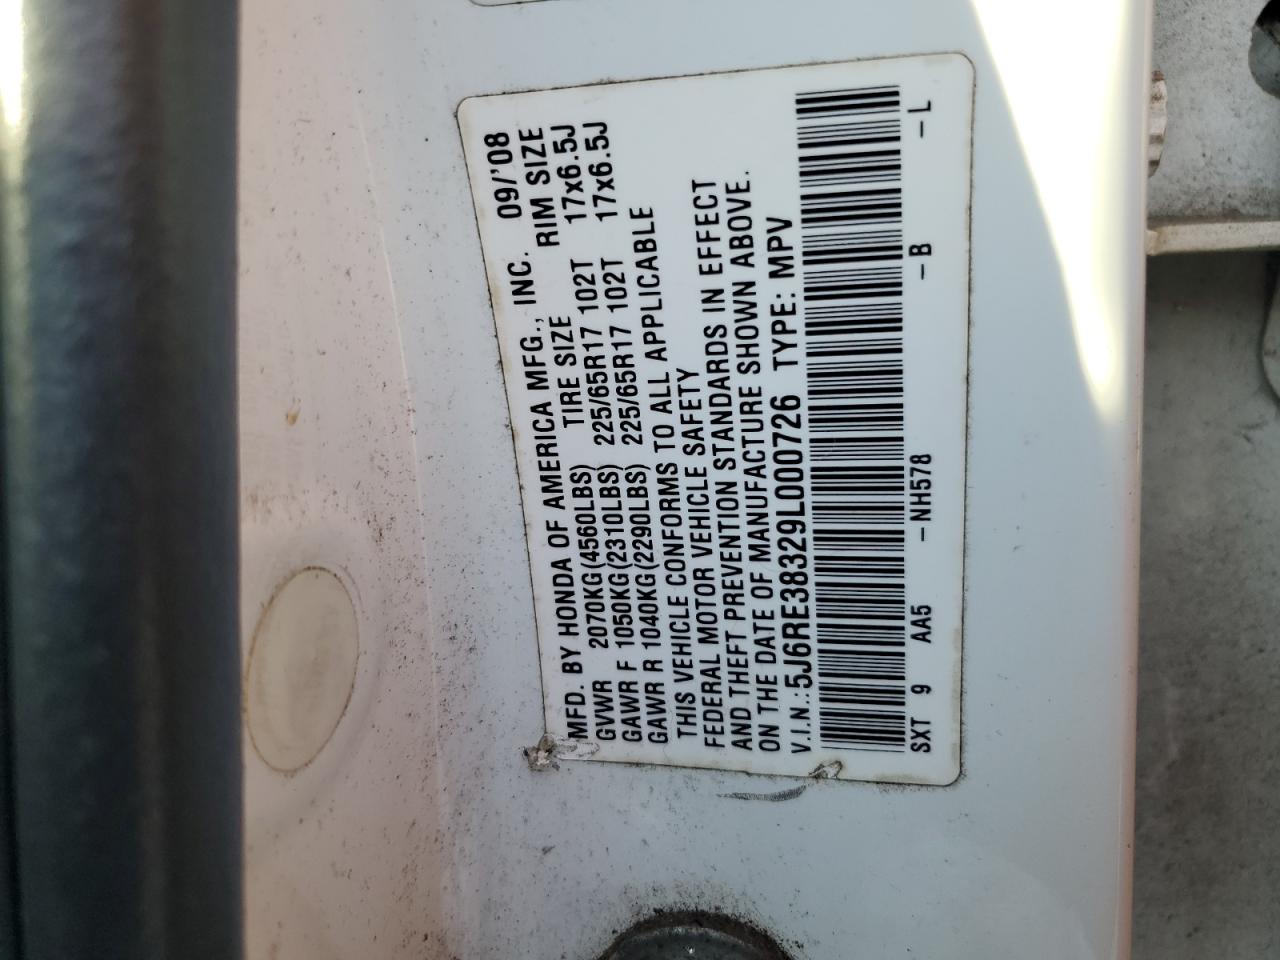 MFD. BY HONDA OF AMERICA MFG., INC. 09/'08
GVWR 2070KG(4560LBS) TIRE SIZE RIM SIZE
GAWR F 1050KG(2310LBS) 225/65R17 102T 17x6.5J
GAWR R 1040KG(2290LBS) 225/65R17 102T 17x6.5J
THIS VEHICLE CONFORMS TO ALL APPLICABLE
FEDERAL MOTOR VEHICLE SAFETY
AND THEFT PREVENTION STANDARDS IN EFFECT
ON THE DATE OF MANUFACTURE SHOWN ABOVE.
V.I.N.: 5J6RE38329L000726 TYPE: MPV
SXT 9 AA5 -NH578 -B -L